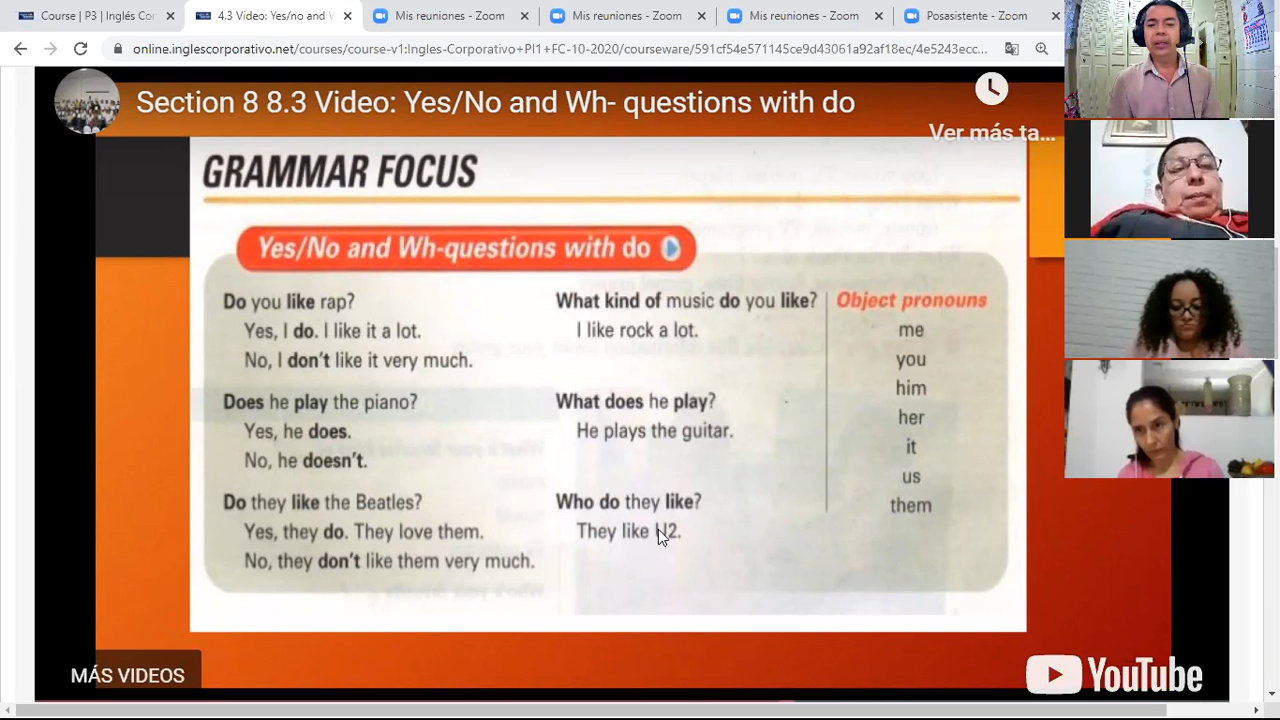 Course | P3 | Inglés Cor
4.3 Video: Yes/no and V
Mis reuniones - Zoom
Mis reuniones - Zoom
Mis reuniones - Zoom
Posasistente - Zoom
online.inglescorporativo.net/courses/course-v1:Ingles-Corporativo+PI1+FC-10-2020/courseware/591cf54e571145ce9d43061a92af18ec/4e5243ecc...
Section 8 8.3 Video: Yes/No and Wh- questions with do
Ver más ta...
GRAMMAR FOCUS
Yes/No and Wh-questions with do
Do you like rap?
Yes, I do. I like it a lot.
No, I don't like it very much.
Does he play the piano?
Yes, he does.
No, he doesn't.
Do they like the Beatles?
Yes, they do. They love them.
No, they don't like them very much.
What kind of music do you like?
I like rock a lot.
What does he play?
He plays the guitar.
Who do they like?
They like U2.
Object pronouns
me
you
him
her
it
us
them
MÁS VIDEOS
YouTube